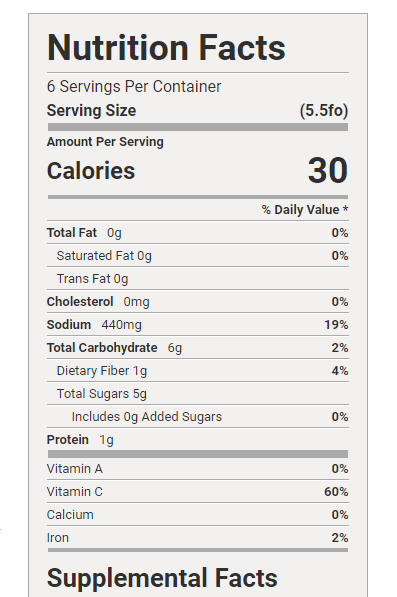 Nutrition Facts
6 Servings Per Container
Serving Size (5.5fo)
Amount Per Serving
Calories 30
% Daily Value *
Total Fat 0g 0%
Saturated Fat 0g 0%
Trans Fat 0g
Cholesterol 0mg 0%
Sodium 440mg 19%
Total Carbohydrate 6g 2%
Dietary Fiber 1g 4%
Total Sugars 5g
Includes 0g Added Sugars 0%
Protein 1g
Vitamin A 0%
Vitamin C 60%
Calcium 0%
Iron 2%
Supplemental Facts